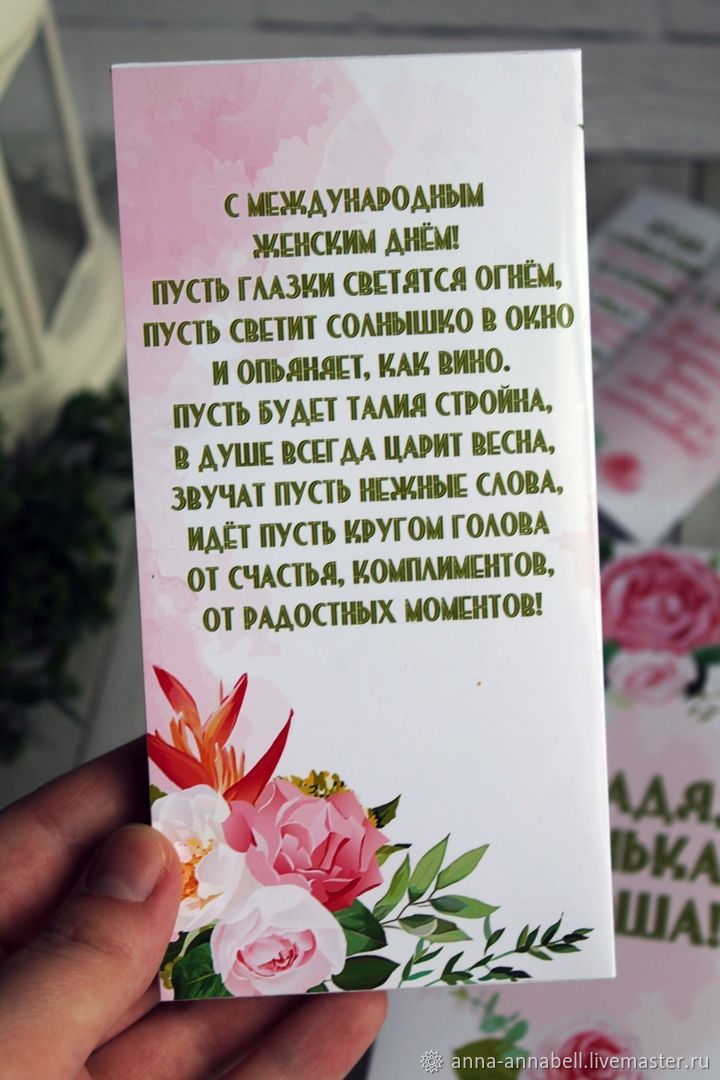 С МЕЖДУНАРОДНЫМ
ЖЕНСКИМ ДНЁМ!
ПУСТЬ ГЛАЗКИ СВЕТЯТСЯ ОГНЁМ,
ПУСТЬ СВЕТИТ СОЛНЫШКО В ОКНО
И ОПЬЯНЯЕТ, КАК ВИНО.
ПУСТЬ БУДЕТ ТАЛИЯ СТРОЙНА,
В ДУШЕ ВСЕГДА ЦАРИТ ВЕСНА,
ЗВУЧАТ ПУСТЬ НЕЖНЫЕ СЛОВА,
ИДЁТ ПУСТЬ КРУГОМ ГОЛОВА
ОТ СЧАСТЬЯ, КОМПЛИМЕНТОВ,
ОТ РАДОСТНЫХ МОМЕНТОВ!
anna-annabell.livemaster.ru